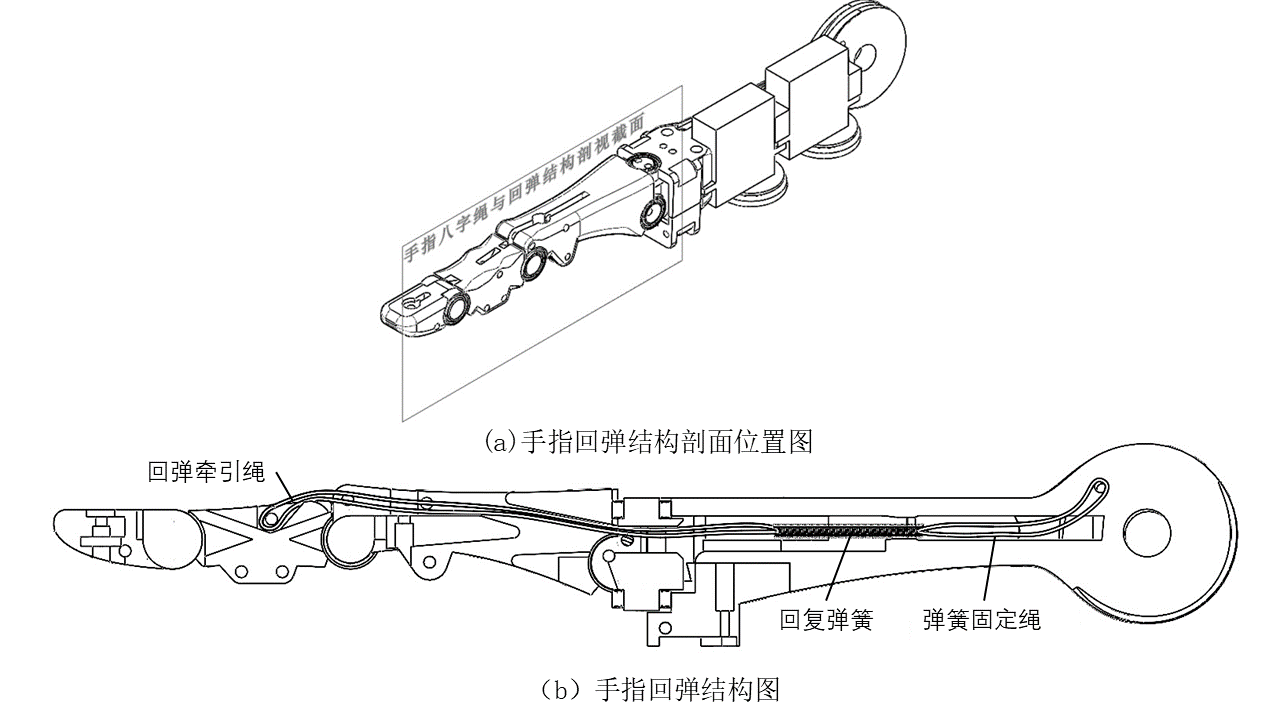 手指八字绳与回弹结构剖视截面
(a)手指回弹结构剖面位置图
回弹牵引绳
回复弹簧
弹簧固定绳
（b）手指回弹结构图